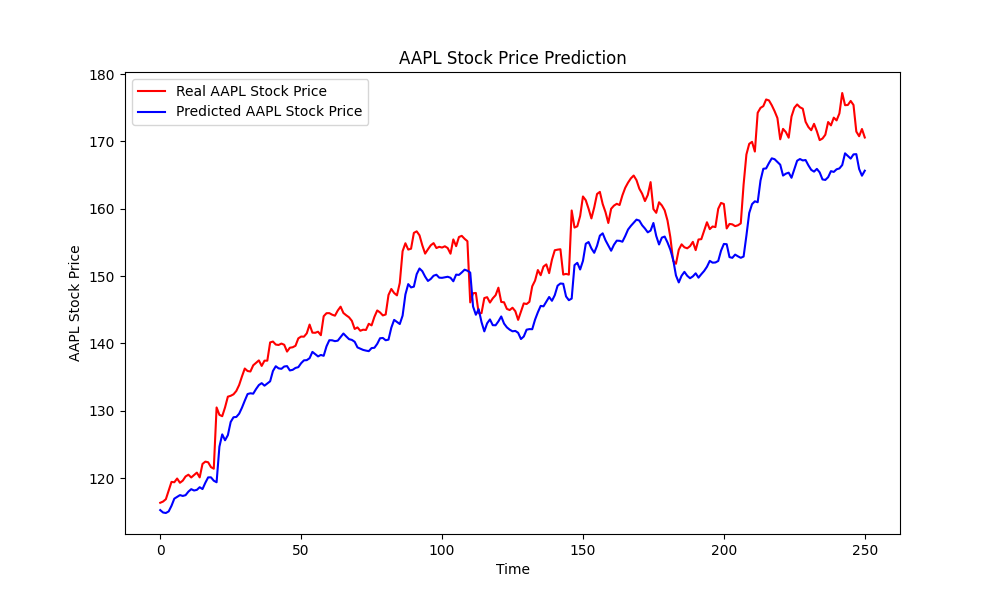 AAPL Stock Price Prediction
Real AAPL Stock Price
Predicted AAPL Stock Price
AAPL Stock Price
180
170
160
150
140
130
120
0 50 100 150 200 250
Time